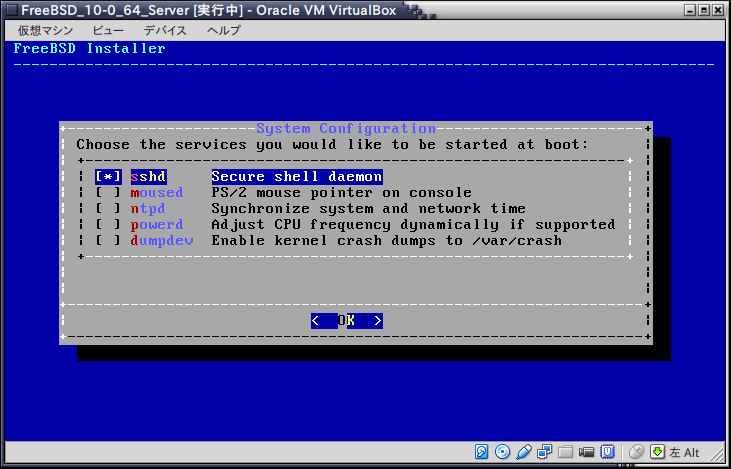 FreeBSD_10-0_64_Server [実行中] - Oracle VM VirtualBox
仮想マシン ビュー デバイス ヘルプ
FreeBSD Installer
System Configuration
Choose the services you would like to be started at boot:
[*] sshd Secure shell daemon
[ ] moused PS/2 mouse pointer on console
[ ] ntpd Synchronize system and network time
[ ] powerd Adjust CPU frequency dynamically if supported
[ ] dumpdev Enable kernel crash dumps to /var/crash
< OK >
左 Alt